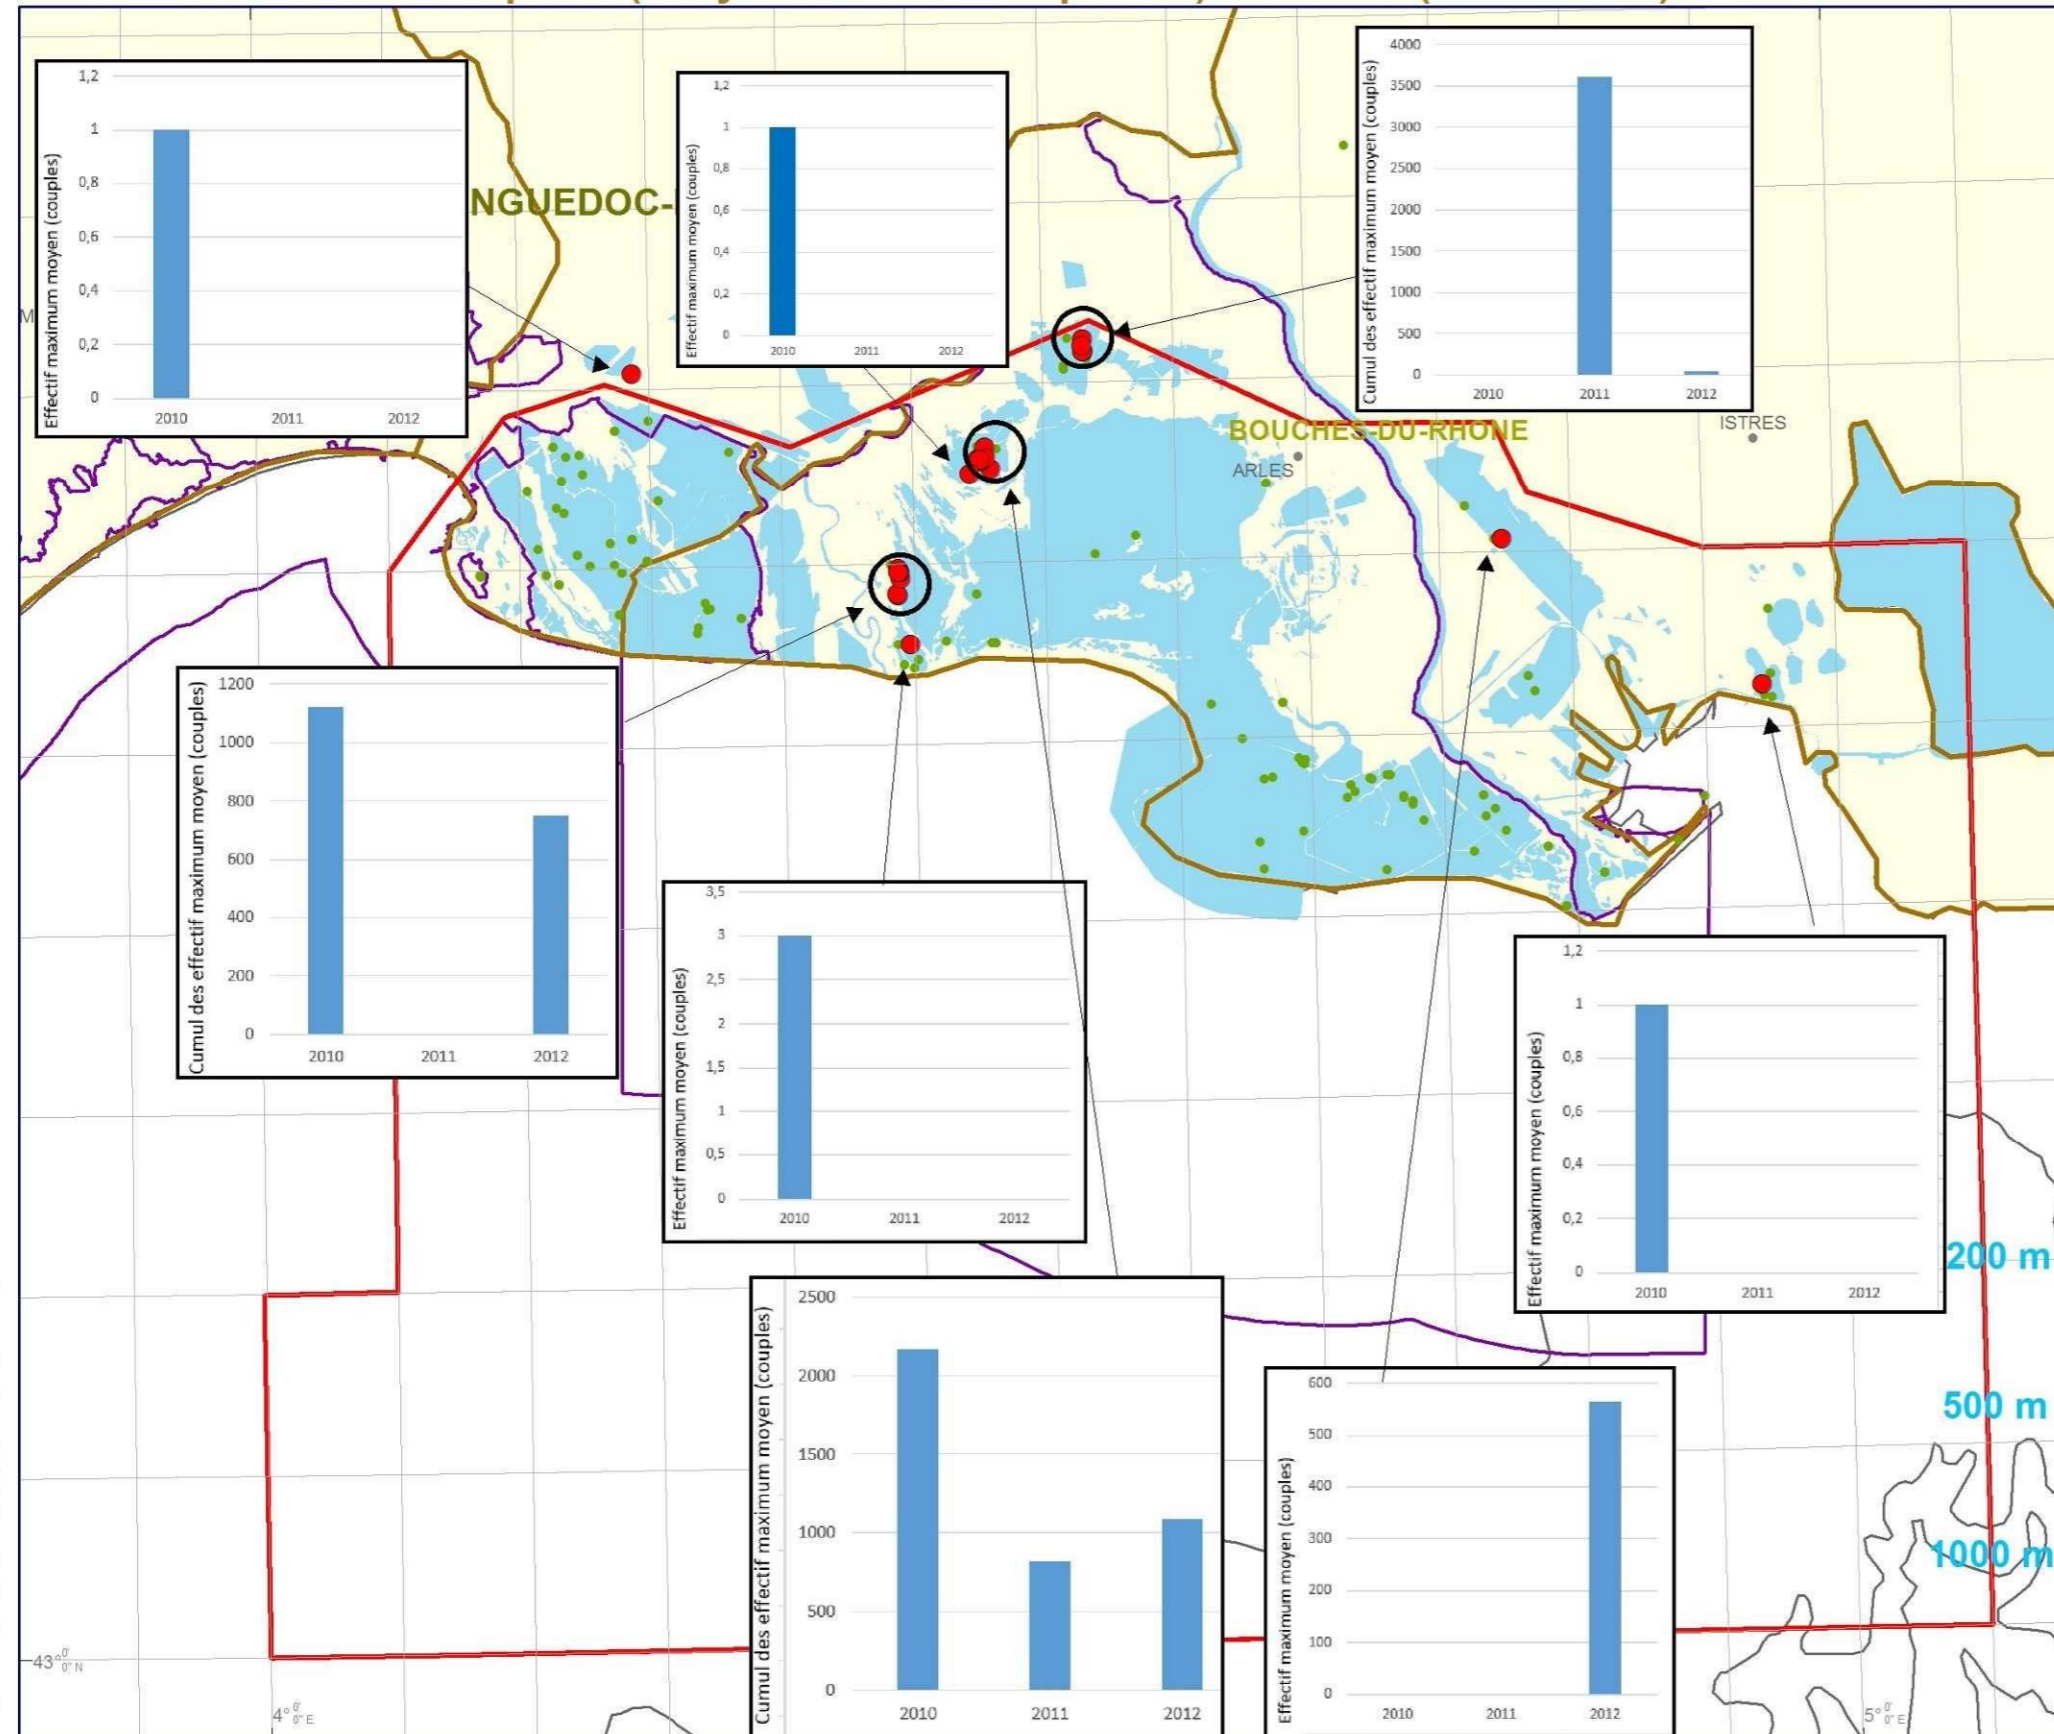 NGUEDOC-
M
BOUCHES-DU-RHONE
ARLES
ISTRES
Effectif maximum moyen (couples)
1,2
1
0,8
0,6
0,4
0,2
0
2010 2011 2012
Effectif maximum moyen (couples)
1,2
1
0,8
0,6
0,4
0,2
0
2010 2011 2012
Cumul des effectif maximum moyen (couples)
4000
3500
3000
2500
2000
1500
1000
500
0
2010 2011 2012
Cumul des effectif maximum moyen (couples)
1200
1000
800
600
400
200
0
2010 2011 2012
Effectif maximum moyen (couples)
3,5
3
2,5
2
1,5
1
0,5
0
2010 2011 2012
Effectif maximum moyen (couples)
1,2
1
0,8
0,6
0,4
0,2
0
2010 2011 2012
Cumul des effectif maximum moyen (couples)
2500
2000
1500
1000
500
0
2010 2011 2012
Effectif maximum moyen (couples)
600
500
400
300
200
100
0
2010 2011 2012
200 m
500 m
1000 m
43°0'0" N
4°0'0" E
5°0'0" E